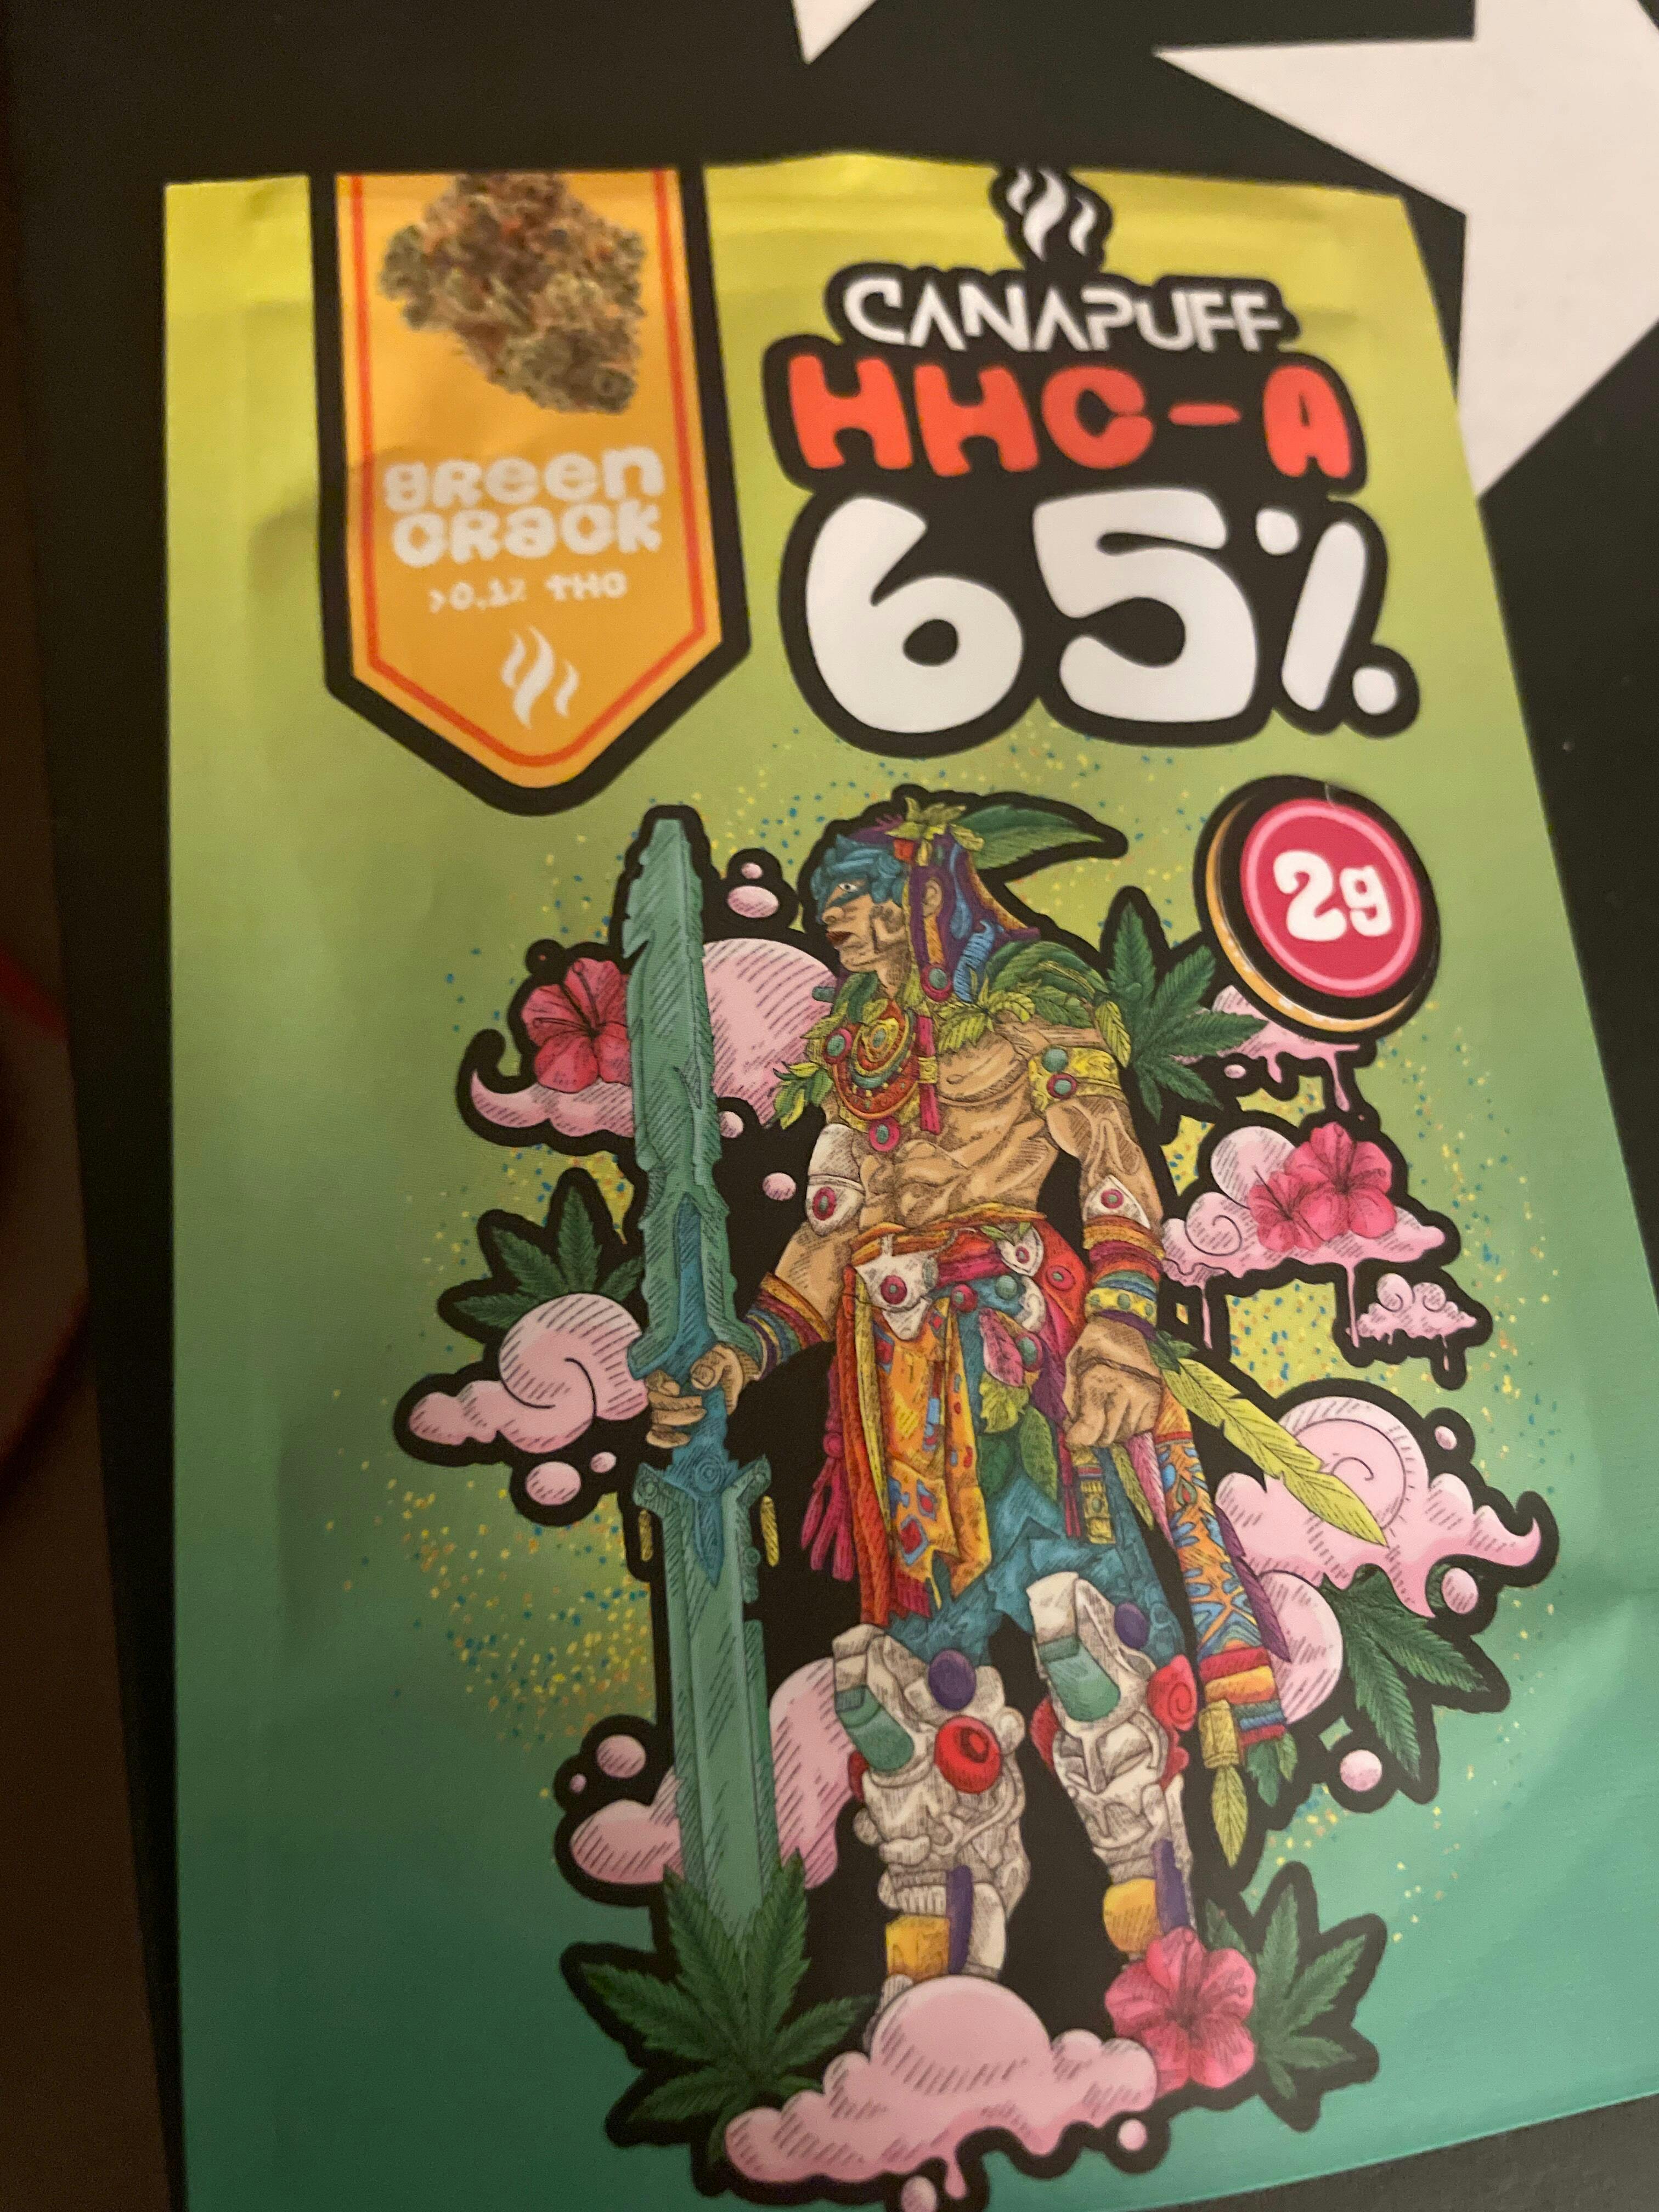 CANAPUFF
HHC-A
65%
green
crack
>0.1% THC
2g